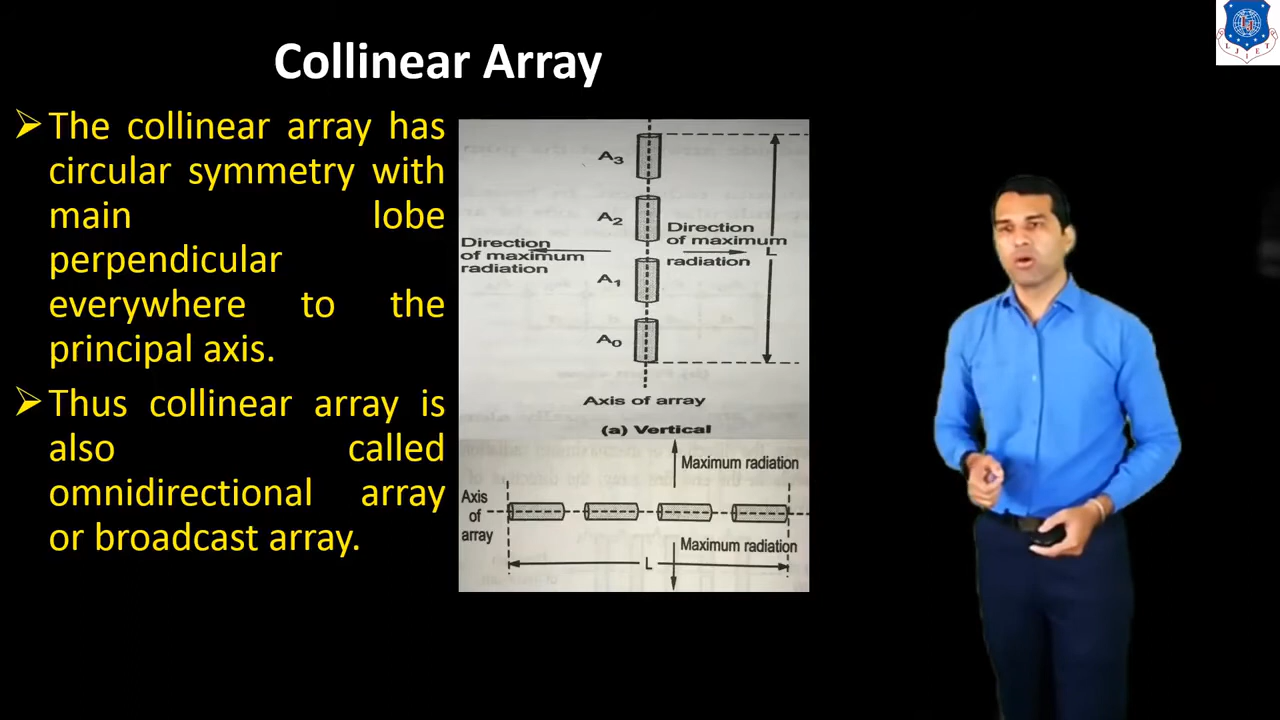 Collinear Array
➢ The collinear array has
circular symmetry with
main lobe
perpendicular
everywhere to the
principal axis.
➢ Thus collinear array is
also called
omnidirectional array
or broadcast array.
A3
A2
Direction
of maximum
radiation
Direction
of maximum
radiation
L
A1
A0
Axis of array
(a) Vertical
Maximum radiation
Axis
of
array
Maximum radiation
L
LJIET